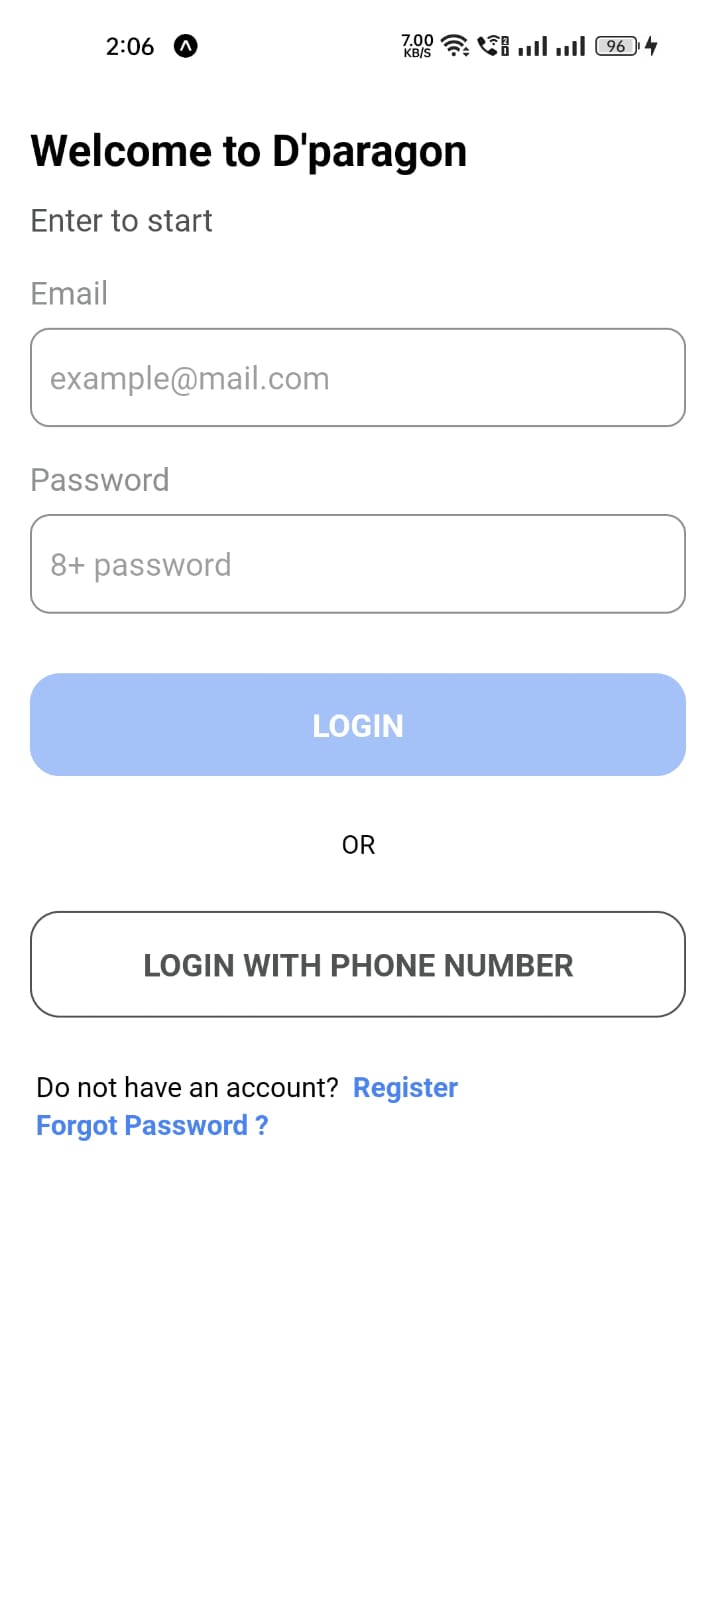 2:06
7.00
KB/S
96
Welcome to D'paragon
Enter to start
Email
example@mail.com
Password
8+ password
LOGIN
OR
LOGIN WITH PHONE NUMBER
Do not have an account? Register
Forgot Password ?